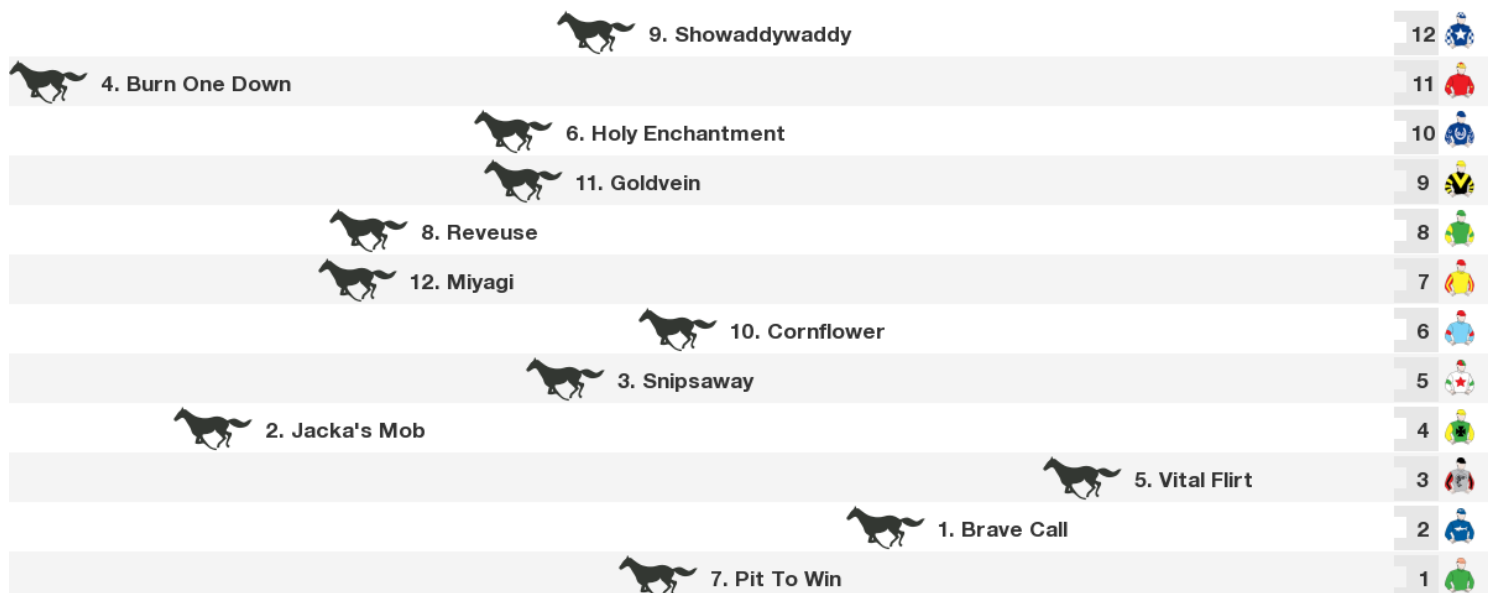 9. Showaddywaddy 12
4. Burn One Down 11
6. Holy Enchantment 10
11. Goldvein 9
8. Reveuse 8
12. Miyagi 7
10. Cornflower 6
3. Snipsaway 5
2. Jacka's Mob 4
5. Vital Flirt 3
1. Brave Call 2
7. Pit To Win 1